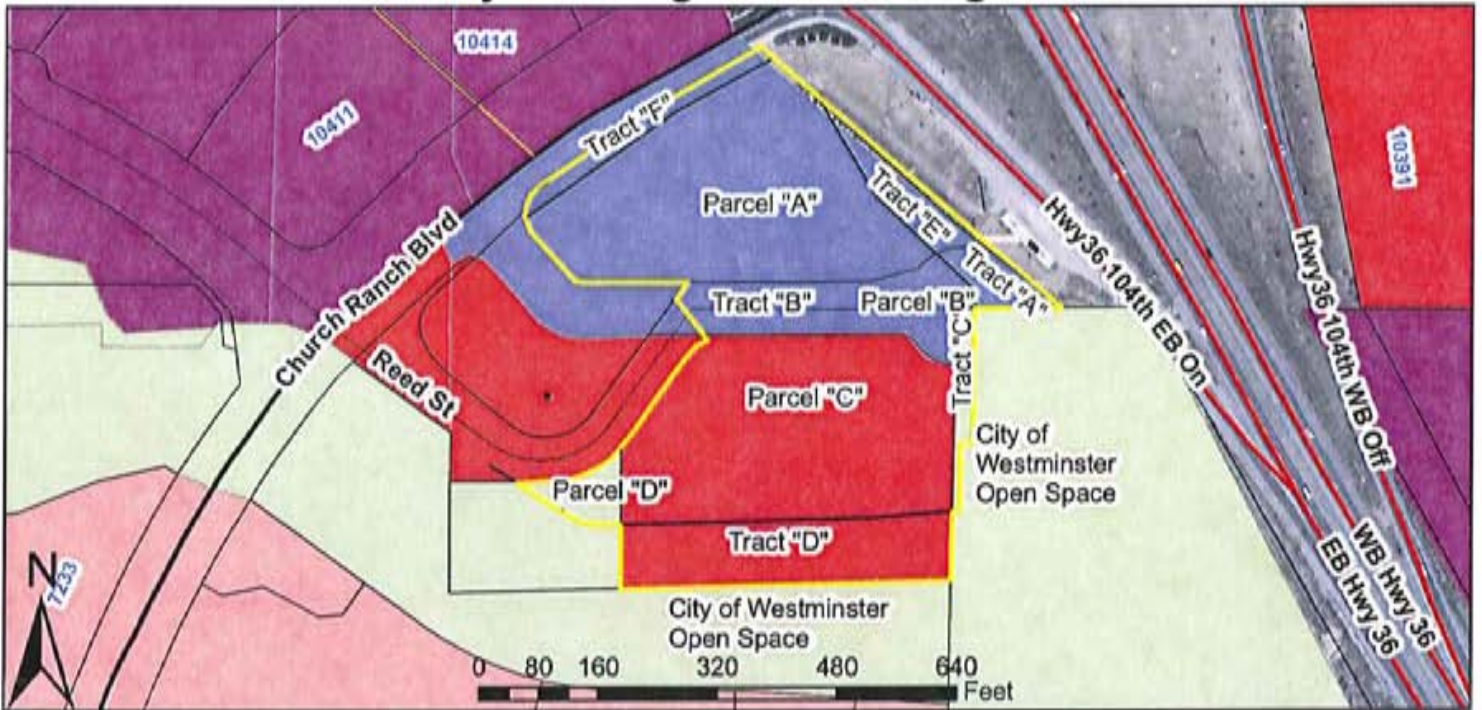 10414
10411
10391
Tract "F"
Parcel "A"
Tract "E"
Tract "A"
Hwy36 104th EB On
Hwy36 104th WB Off
Church Ranch Blvd
Tract "B"
Parcel "B"
Tract "C"
Reed St
Parcel "C"
City of
Westminster
Open Space
Parcel "D"
Tract "D"
N
7233
City of Westminster
Open Space
EB Hwy 36
WB Hwy 36
0 80 160 320 480 640
Feet